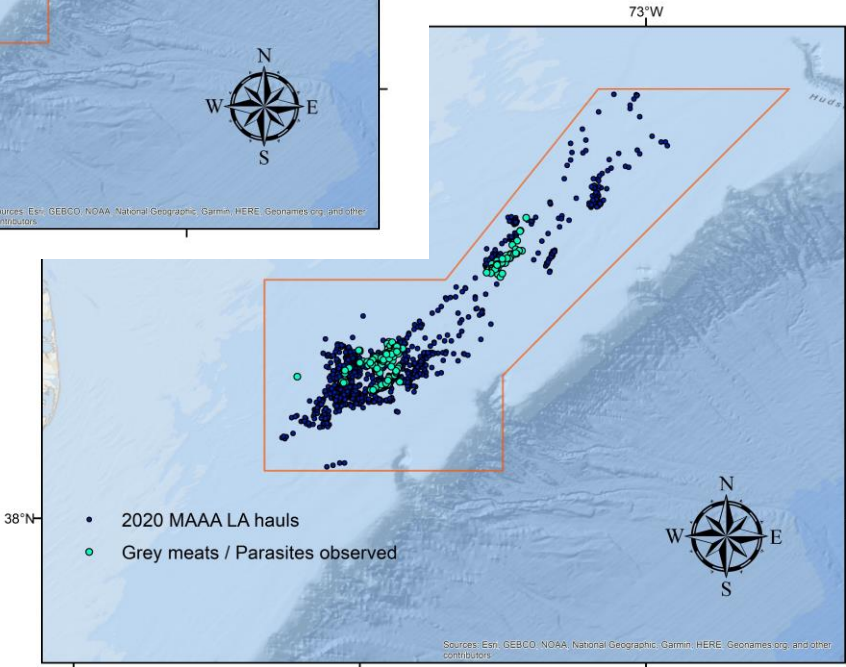 73°W
N
W E
S
Sources: Esri, GEBCO, NOAA, National Geographic, Garmin, HERE, Geonames.org, and other
contributors
38°N
2020 MAAA LA hauls
Grey meats / Parasites observed
N
W E
S
Sources: Esri, GEBCO, NOAA, National Geographic, Garmin, HERE, Geonames.org, and other
contributors